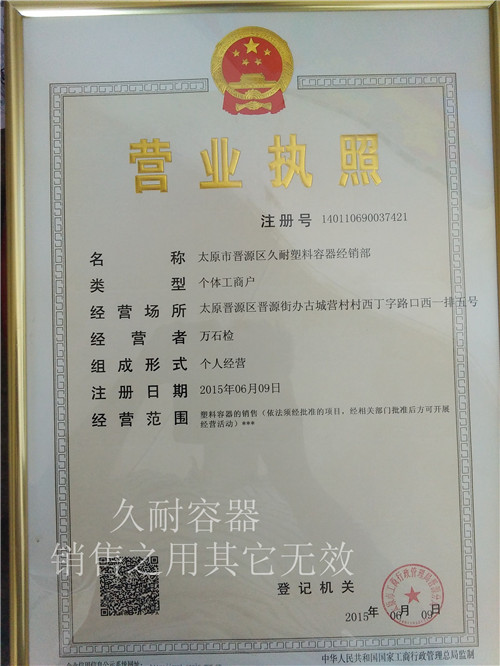 营业执照
注册号 140110690037421
名称 太原市晋源区久耐塑料容器经销部
类型 个体工商户
经营场所 太原晋源区晋源街办古城营村村西丁字路口西一排五号
经营者 万石检
组成形式 个人经营
注册日期 2015年06月09日
经营范围 塑料容器的销售（依法须经批准的项目，经相关部门批准后方可开展
经营活动）***
久耐容器
销售之用其它无效
登记机关
2015年 06月 09日
中华人民共和国国家工商行政管理总局监制